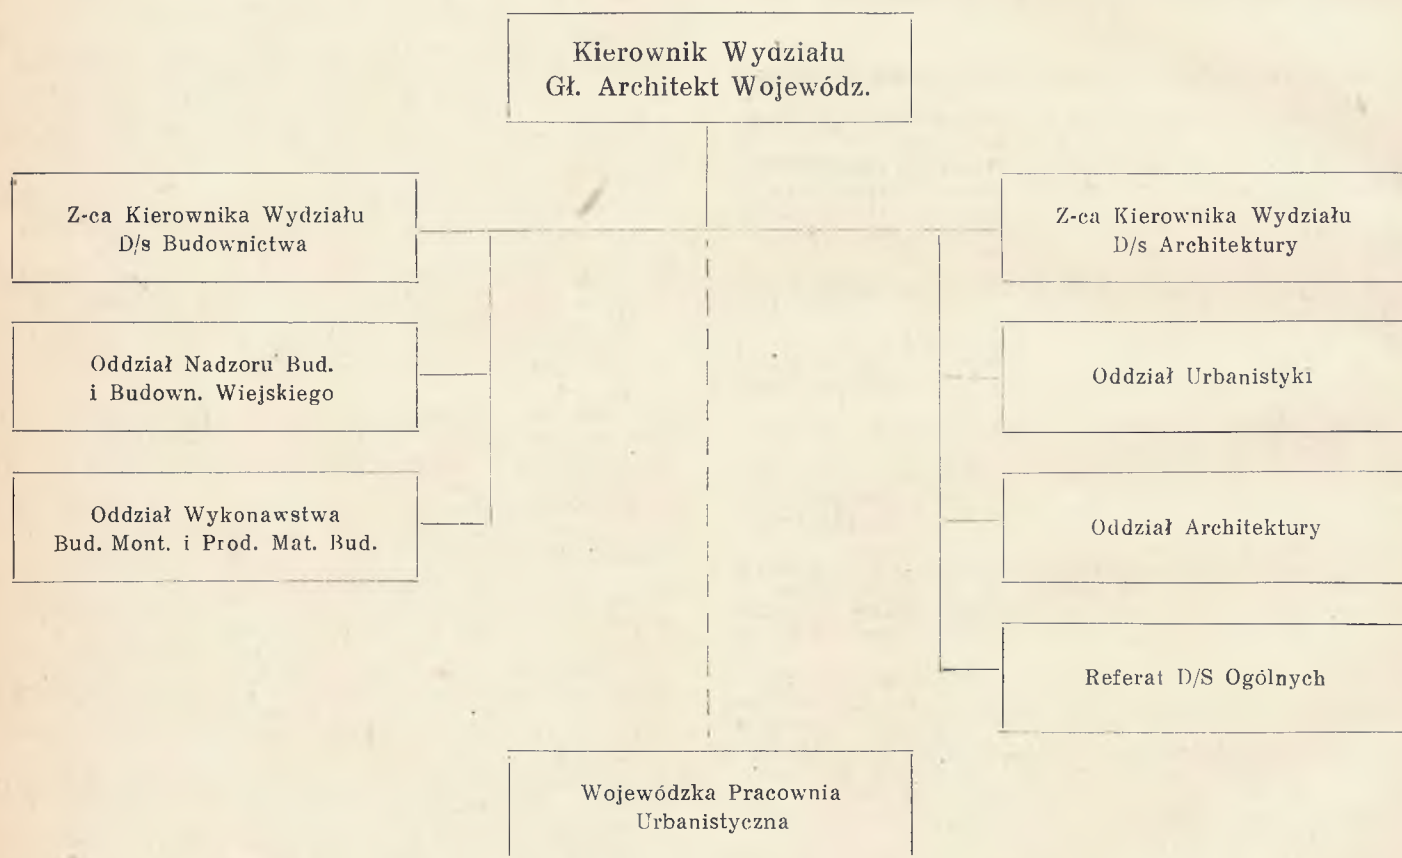 Kierownik Wydziału
Gł. Architekt Wojewódz.
Z-ca Kierownika Wydziału
D/s Budownictwa
Z-ca Kierownika Wydziału
D/s Architektury
Oddział Nadzoru Bud.
i Budown. Wiejskiego
Oddział Urbanistyki
Oddział Wykonawstwa
Bud. Mont. i Prod. Mat. Bud.
Oddział Architektury
Referat D/S Ogólnych
Wojewódzka Pracownia
Urbanistyczna